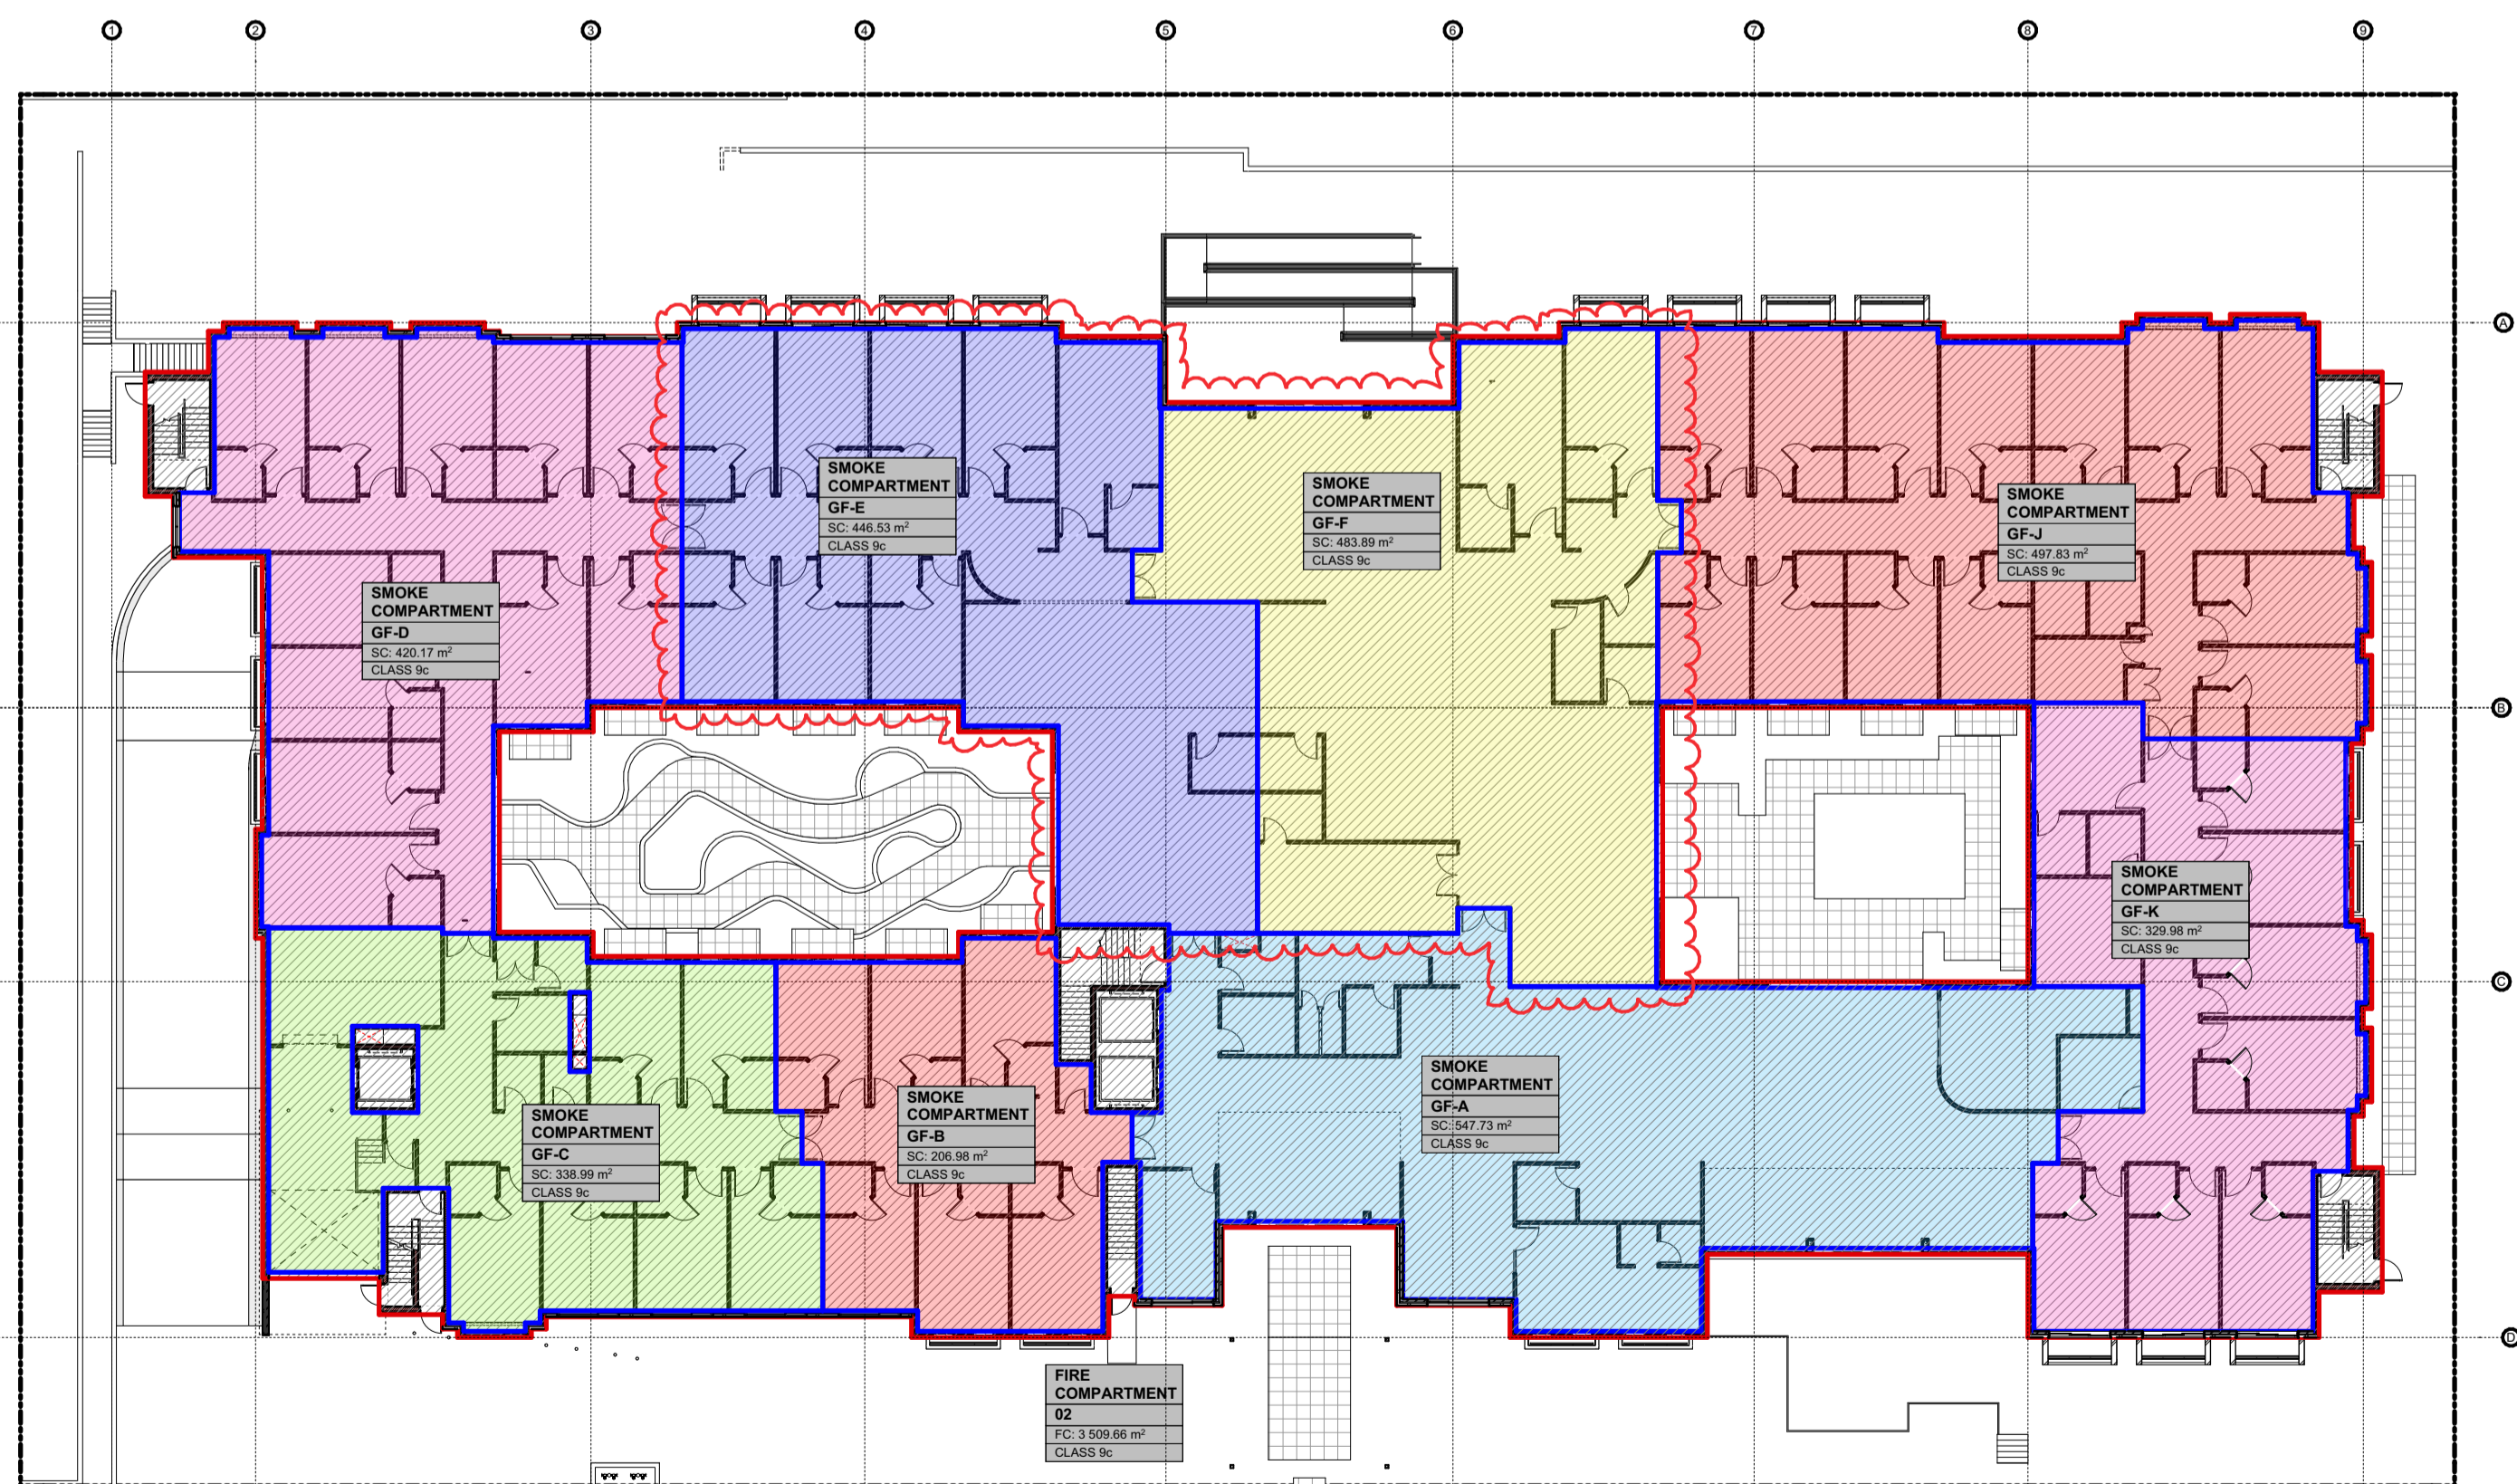 1
2
3
4
5
6
7
8
9
A
SMOKE
COMPARTMENT
GF-E
SC: 446.53 m²
CLASS 9c
SMOKE
COMPARTMENT
GF-F
SC: 483.89 m²
CLASS 9c
SMOKE
COMPARTMENT
GF-J
SC: 497.83 m²
CLASS 9c
SMOKE
COMPARTMENT
GF-D
SC: 420.17 m²
CLASS 9c
B
SMOKE
COMPARTMENT
GF-K
SC: 329.98 m²
CLASS 9c
C
SMOKE
COMPARTMENT
GF-A
SC: 547.73 m²
CLASS 9c
SMOKE
COMPARTMENT
GF-B
SC: 206.98 m²
CLASS 9c
SMOKE
COMPARTMENT
GF-C
SC: 338.99 m²
CLASS 9c
D
FIRE
COMPARTMENT
02
FC: 3 509.66 m²
CLASS 9c